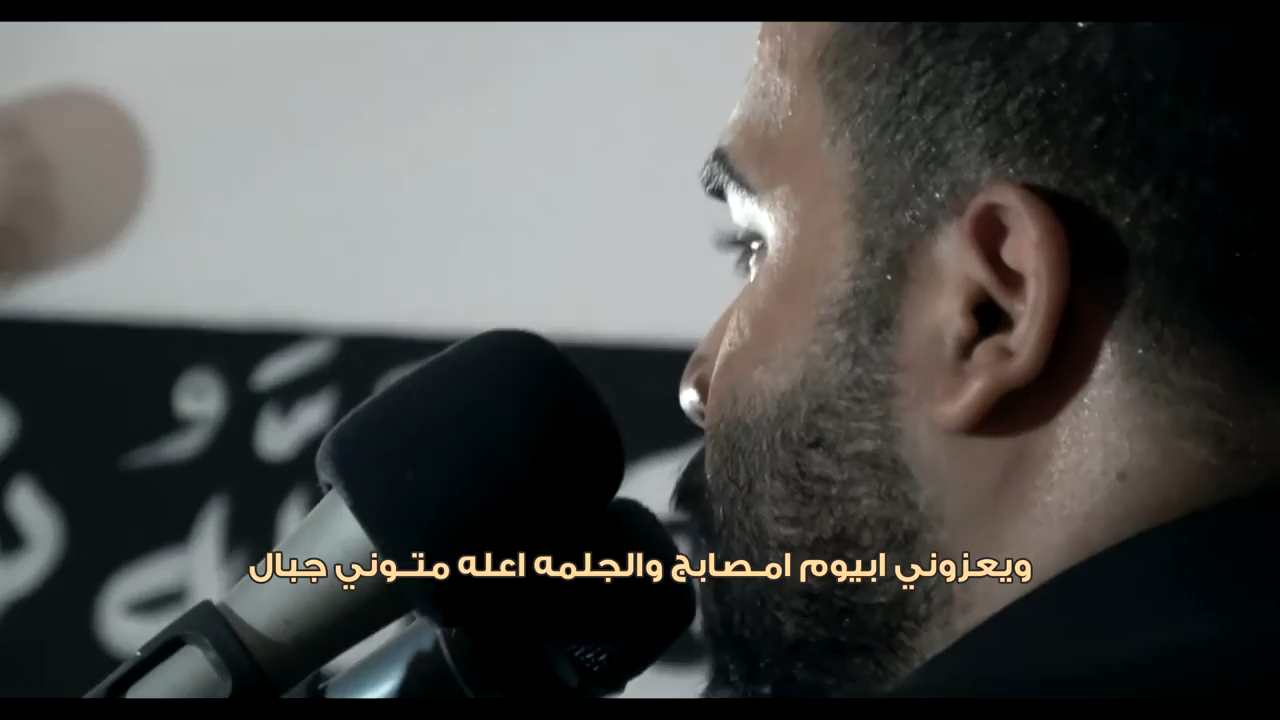 ويعزوني ابيوم امصابج والجلمه اعله متوني جبال